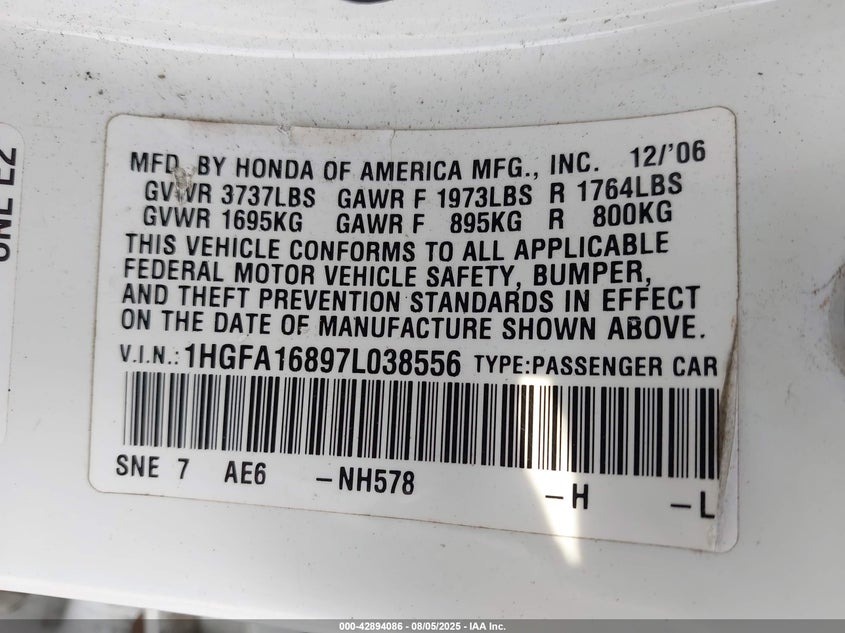 MFD. BY HONDA OF AMERICA MFG., INC. 12/'06
GVWR 3737LBS GAWR F 1973LBS R 1764LBS
GVWR 1695KG GAWR F 895KG R 800KG
THIS VEHICLE CONFORMS TO ALL APPLICABLE
FEDERAL MOTOR VEHICLE SAFETY, BUMPER,
AND THEFT PREVENTION STANDARDS IN EFFECT
ON THE DATE OF MANUFACTURE SHOWN ABOVE.
V.I.N.: 1HGFA16897L038556 TYPE:PASSENGER CAR
SNE 7 AE6 -NH578 -H -L
SNE E2
000-42894086 - 08/05/2025 - IAA Inc.